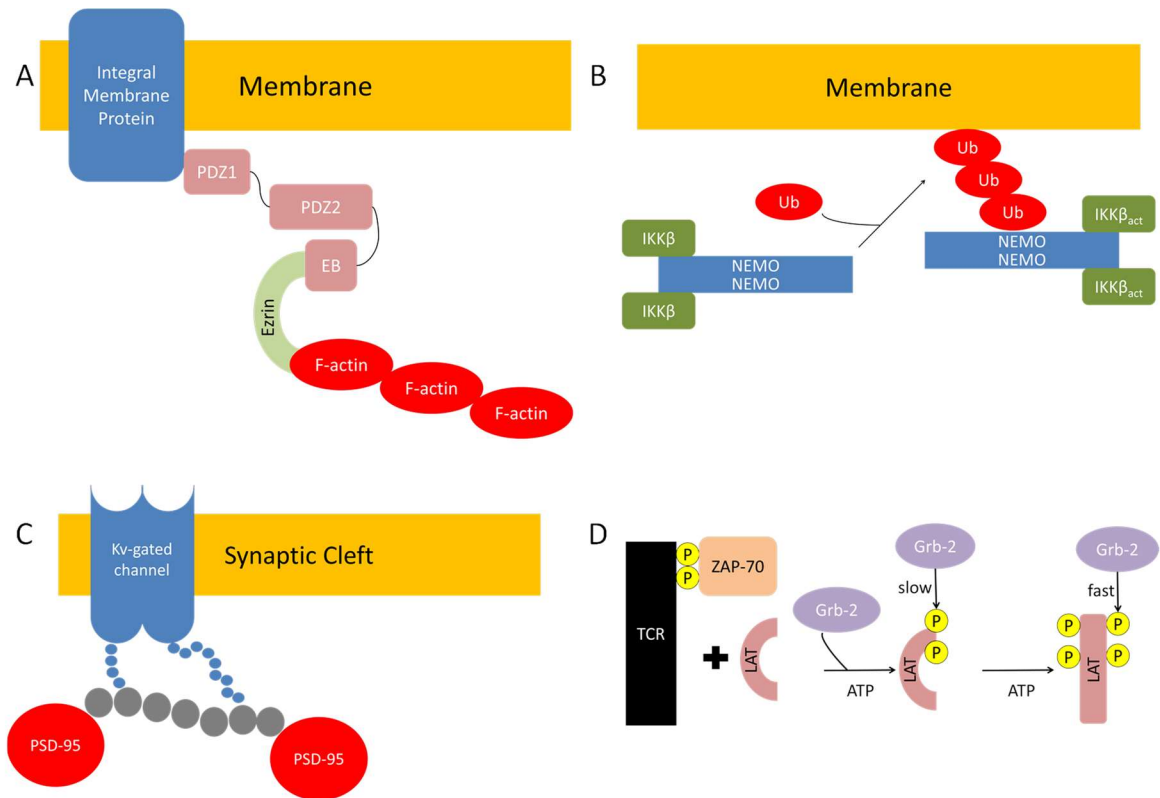 A
Integral
Membrane
Protein
Membrane
PDZ1
PDZ2
EB
Ezrin
F-actin
F-actin
F-actin
B
Membrane
Ub
Ub
Ub
Ub
IKKβ
NEMO
NEMO
IKKβ
IKKβact
NEMO
NEMO
IKKβact
C
Kv-gated
channel
Synaptic Cleft
PSD-95
PSD-95
D
TCR
P
P
ZAP-70
LAT
Grb-2
ATP
Grb-2
slow
P
P
LAT
ATP
Grb-2
fast
P
P
P
P
LAT